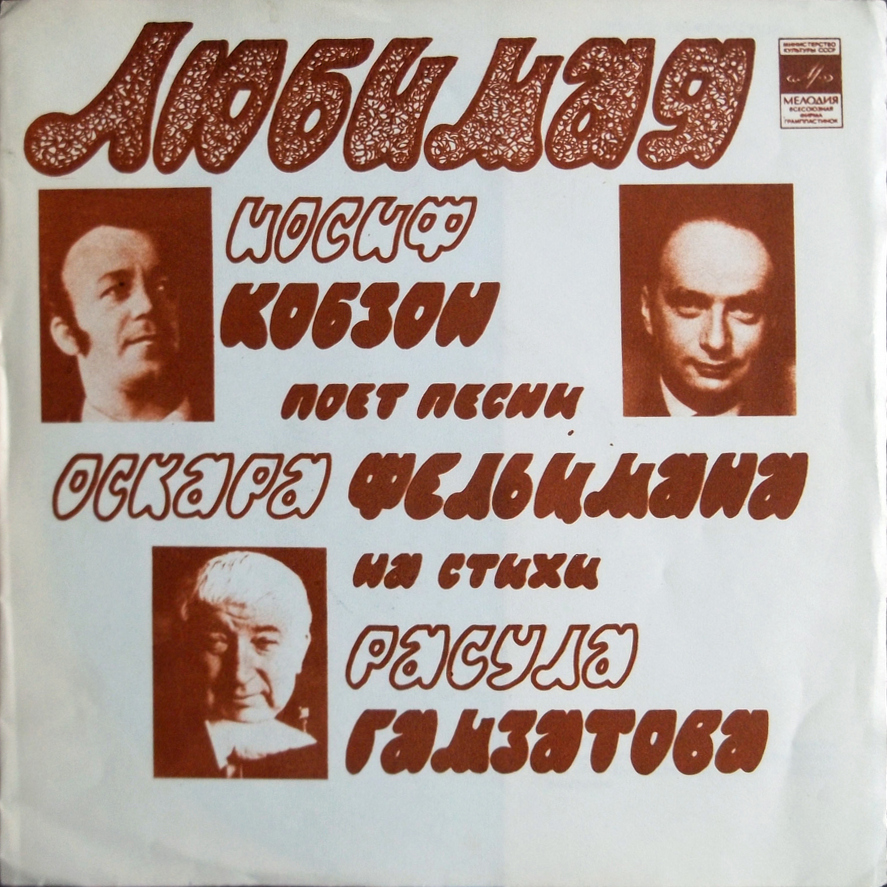 Любимая
МИНИСТЕРСТВО
КУЛЬТУРЫ СССР
МЕЛОДИЯ
ВСЕСОЮЗНАЯ
ФИРМА
ГРАМПЛАСТИНОК
ИОСИФ
КОБЗОН
ПОЕТ ПЕСНИ
ОСКАРА ФЕЛЬЦМАНА
НА СТИХИ
РАСУЛА
ГАМЗАТОВА